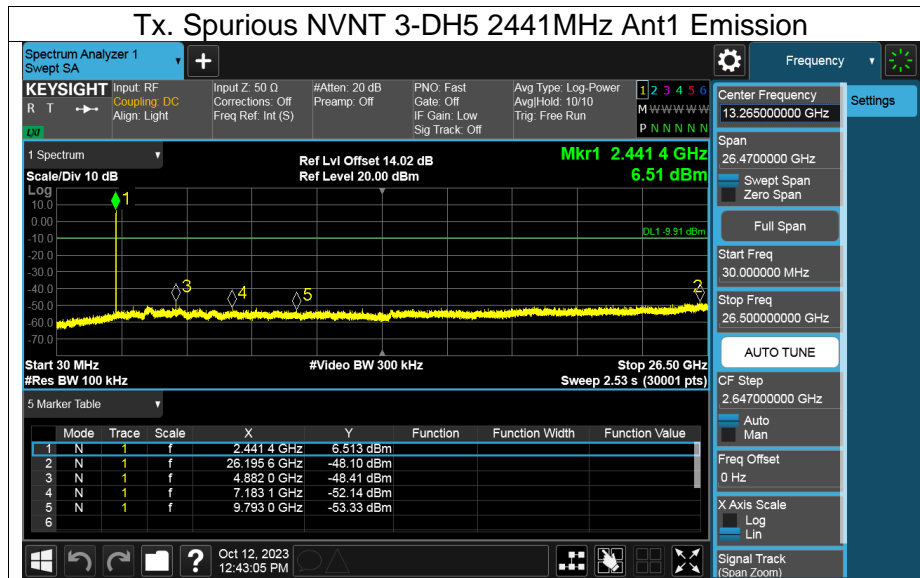 Tx. Spurious NVNT 3-DH5 2441MHz Ant1 Emission
Spectrum Analyzer 1
Swept SA
+
Frequency
KEYSIGHT
R T
LXI
Input: RF
Coupling: DC
Align: Light
Input Z: 50 Ω
Corrections: Off
Freq Ref: Int (S)
#Atten: 20 dB
Preamp: Off
PNO: Fast
Gate: Off
IF Gain: Low
Sig Track: Off
Avg Type: Log-Power
Avg|Hold: 10/10
Trig: Free Run
1 2 3 4 5 6
M W W W W W
P N N N N N
1 Spectrum
Scale/Div 10 dB
Ref Lvl Offset 14.02 dB
Ref Level 20.00 dBm
Mkr1 2.441 4 GHz
6.51 dBm
Log
10.0
0.00
-10.0
-20.0
-30.0
-40.0
-50.0
-60.0
-70.0
1
DL1 -9.91 dBm
3
4
5
2
Start 30 MHz
#Res BW 100 kHz
#Video BW 300 kHz
Stop 26.50 GHz
Sweep 2.53 s (30001 pts)
5 Marker Table
Mode Trace Scale X Y Function Function Width Function Value
1 N 1 f 2.441 4 GHz 6.513 dBm
2 N 1 f 26.195 6 GHz -48.10 dBm
3 N 1 f 4.882 0 GHz -48.41 dBm
4 N 1 f 7.183 1 GHz -52.14 dBm
5 N 1 f 9.793 0 GHz -53.33 dBm
6
?
Oct 12, 2023
12:43:05 PM
Center Frequency
13.265000000 GHz
Settings
Span
26.4700000 GHz
Swept Span
Zero Span
Full Span
Start Freq
30.000000 MHz
Stop Freq
26.500000000 GHz
AUTO TUNE
CF Step
2.647000000 GHz
Auto
Man
Freq Offset
0 Hz
X Axis Scale
Log
Lin
Signal Track
(Span Zoom)